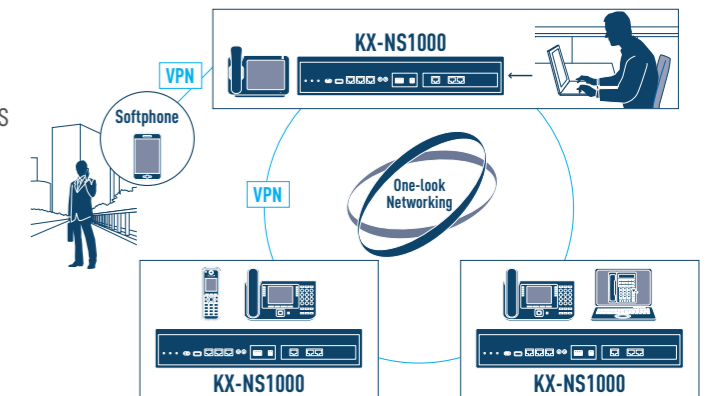 KX-NS1000
VPN
Softphone
S
VPN
One-look
Networking
KX-NS1000
KX-NS1000